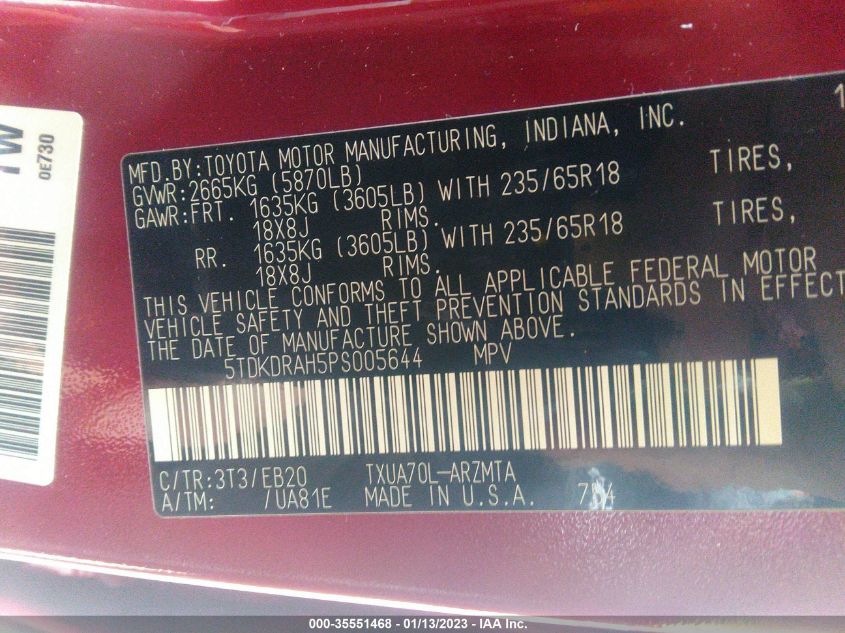 MFD.BY:TOYOTA MOTOR MANUFACTURING, INDIANA, INC.
GVWR:2665KG (5870LB)
GAWR:FRT. 1635KG (3605LB) WITH 235/65R18 TIRES,
18X8J RIMS.
RR. 1635KG (3605LB) WITH 235/65R18 TIRES,
18X8J RIMS.
THIS VEHICLE CONFORMS TO ALL APPLICABLE FEDERAL MOTOR
VEHICLE SAFETY AND THEFT PREVENTION STANDARDS IN EFFECT
THE DATE OF MANUFACTURE SHOWN ABOVE.
5TDKDRAH5PS005644 MPV
C/TR:3T3/EB20 TXUA70L-ARZMTA
A/TM: /UA81E MADE IN U.S.A.
0E730
000-35551468 - 01/13/2023 - IAA Inc.